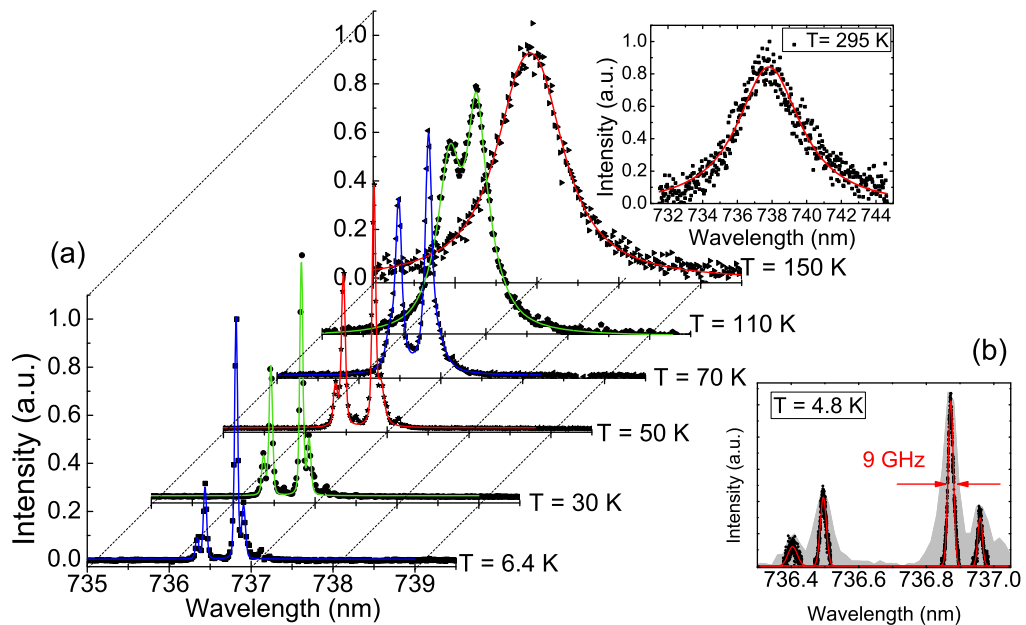 (a)
Intensity (a.u.)
1.0
0.8
0.6
0.4
0.2
0.0
1.0
0.8
0.6
0.4
0.2
0.0
735 736 737 738 739
Wavelength (nm)
T = 6.4 K
T = 30 K
T = 50 K
T = 70 K
T = 110 K
T = 150 K
T= 295 K
Intensity (a.u.)
1.0
0.8
0.6
0.4
0.2
0.0
732 734 736 738 740 742 744
Wavelength (nm)
(b)
T = 4.8 K
9 GHz
Intensity (a.u.)
736.4 736.6 736.8 737.0
Wavelength (nm)